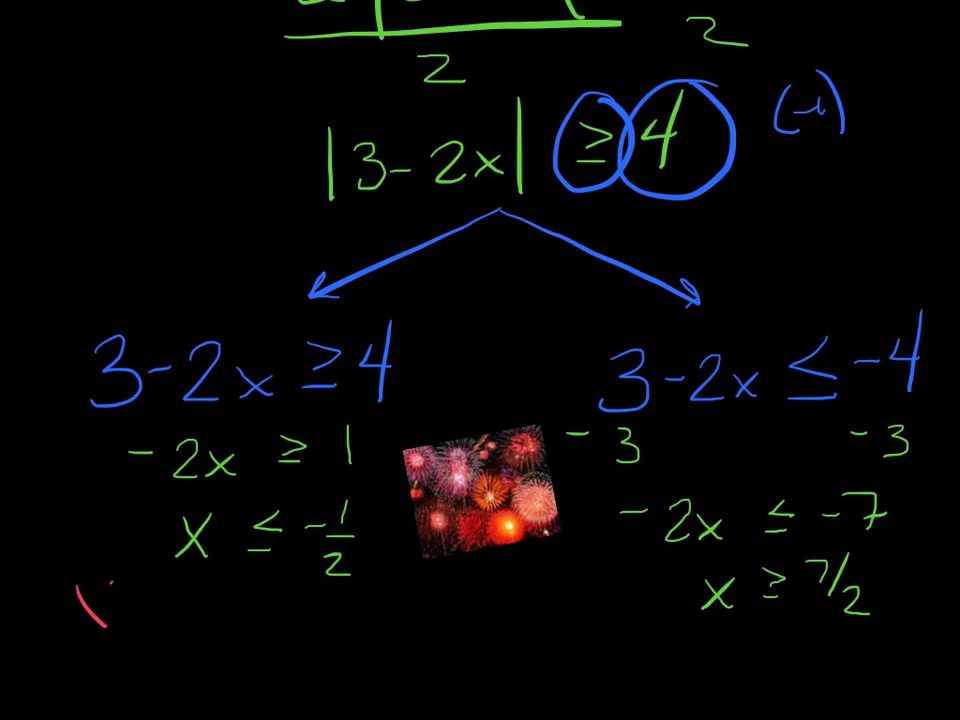 2 2
|3-2x| ≥ 4 (-1)
3-2x ≥ 4 3-2x ≤ -4
-2x ≥ 1 -3 -3
x ≤ -1/2 -2x ≤ -7
x ≥ 7/2